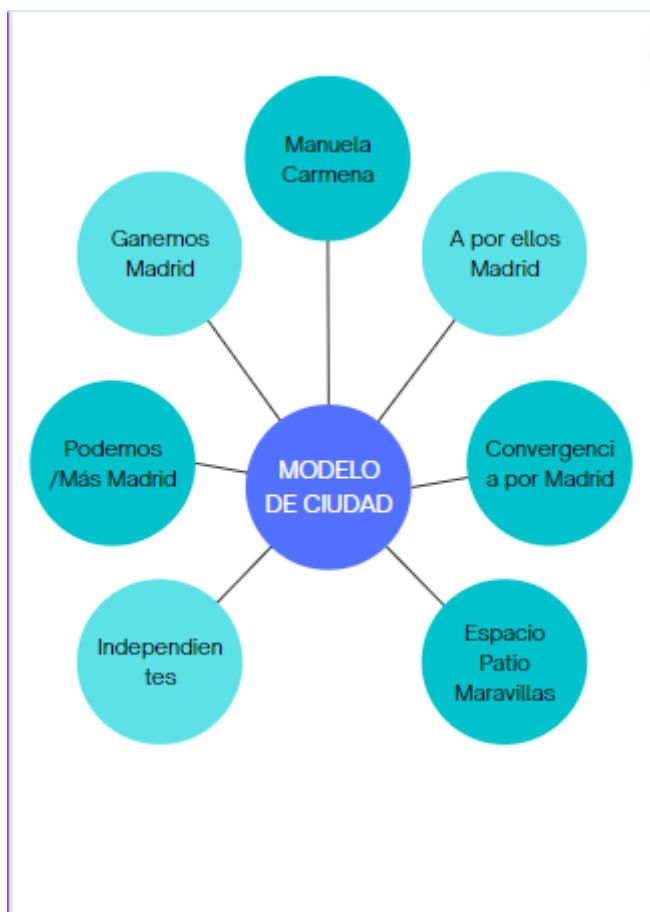 Manuela
Carmena
Ganemos
Madrid
A por ellos
Madrid
Podemos
/Más Madrid
MODELO
DE CIUDAD
Convergenci
a por Madrid
Independien
tes
Espacio
Patio
Maravillas